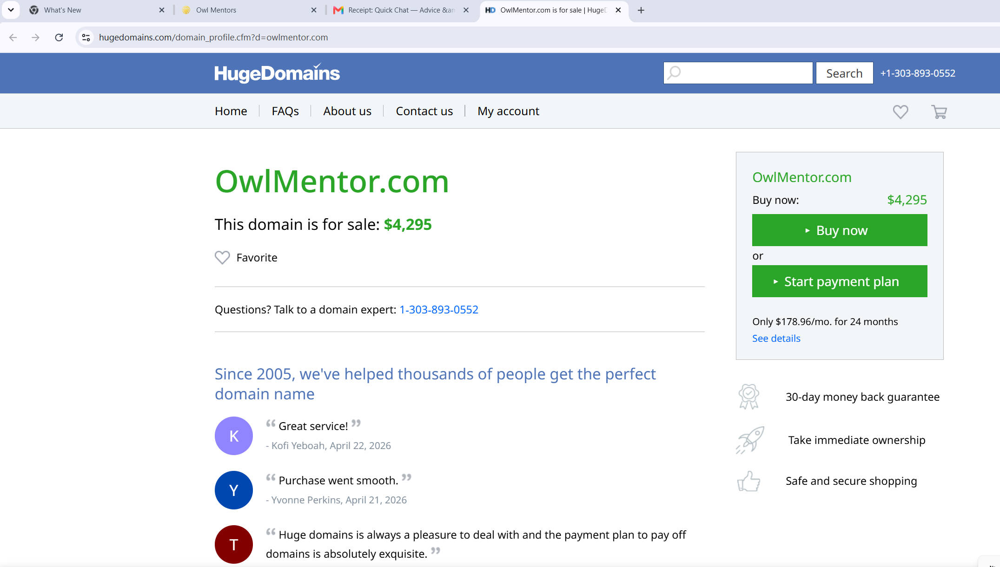 What's New
Owl Mentors
Receipt: Quick Chat — Advice &an
HD OwlMentor.com is for sale | HugeD
hugedomains.com/domain_profile.cfm?d=owlmentor.com
HugeDomains
Search
+1-303-893-0552
Home
FAQs
About us
Contact us
My account
OwlMentor.com
This domain is for sale: $4,295
Favorite
Questions? Talk to a domain expert: 1-303-893-0552
Since 2005, we've helped thousands of people get the perfect
domain name
K
“ Great service! ”
- Kofi Yeboah, April 22, 2026
Y
“ Purchase went smooth. ”
- Yvonne Perkins, April 21, 2026
T
“ Huge domains is always a pleasure to deal with and the payment plan to pay off
domains is absolutely exquisite. ”
OwlMentor.com
Buy now:
$4,295
Buy now
or
Start payment plan
Only $178.96/mo. for 24 months
See details
30-day money back guarantee
Take immediate ownership
Safe and secure shopping